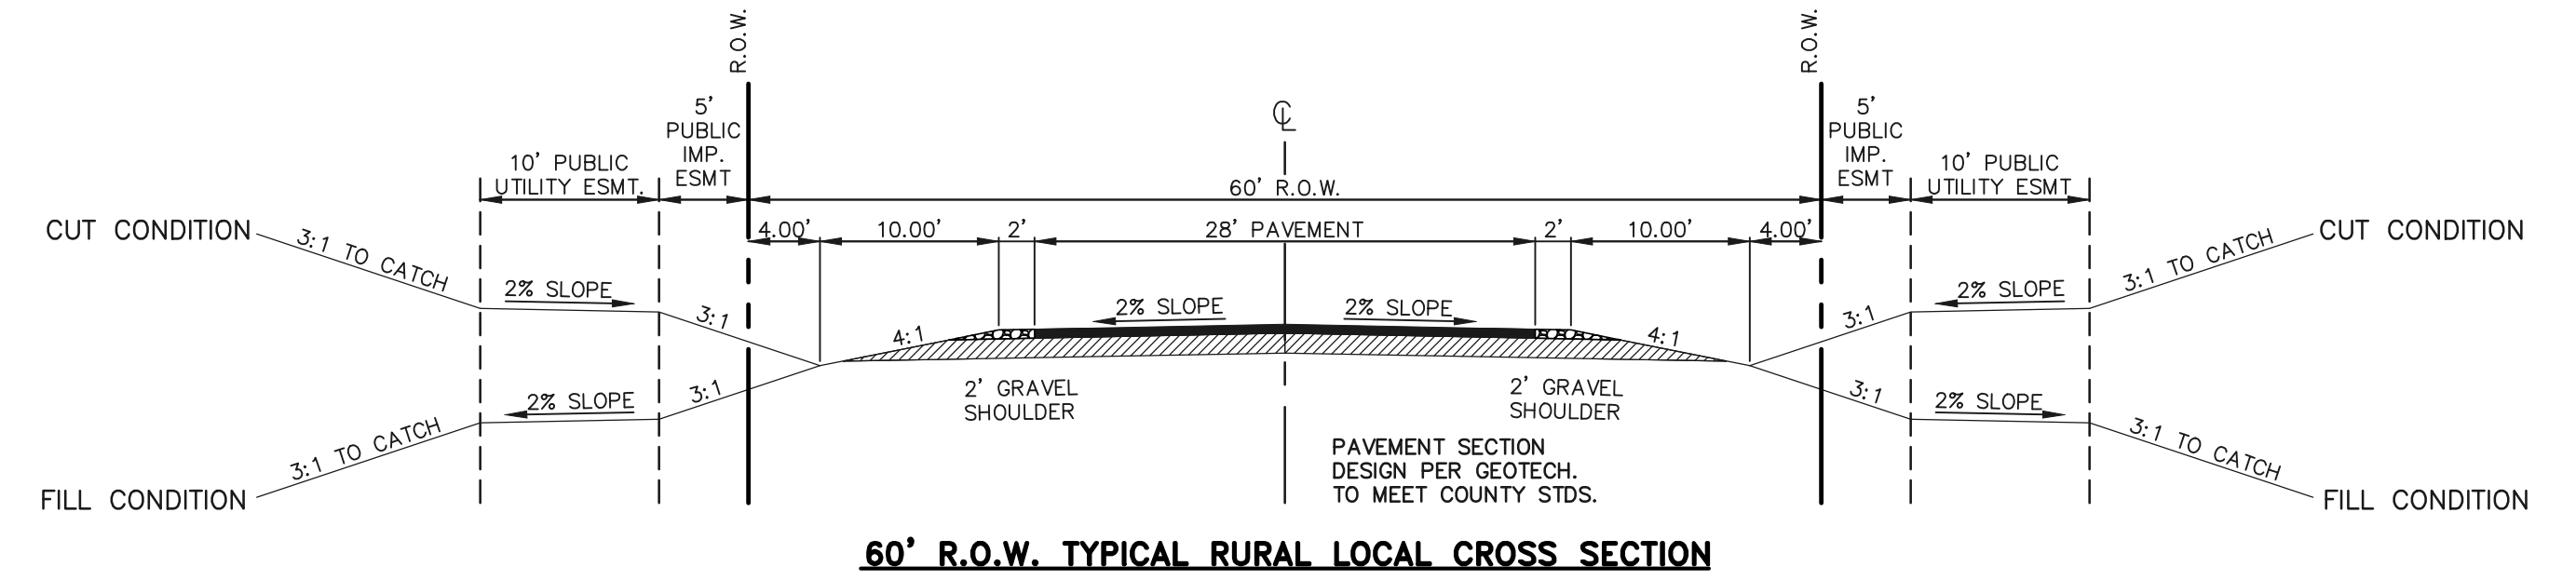 R.O.W.
R.O.W.
5'
PUBLIC
IMP.
ESMT
5'
PUBLIC
IMP.
ESMT
℄
10' PUBLIC
UTILITY ESMT.
10' PUBLIC
UTILITY ESMT
60' R.O.W.
4.00'
10.00'
2'
28' PAVEMENT
2'
10.00'
4.00'
CUT CONDITION
3:1 TO CATCH
2% SLOPE
3:1
4:1
2% SLOPE
2% SLOPE
4:1
3:1
2% SLOPE
3:1 TO CATCH
CUT CONDITION
FILL CONDITION
3:1 TO CATCH
2% SLOPE
3:1
2' GRAVEL
SHOULDER
2' GRAVEL
SHOULDER
3:1
2% SLOPE
3:1 TO CATCH
FILL CONDITION
PAVEMENT SECTION
DESIGN PER GEOTECH.
TO MEET COUNTY STDS.
60' R.O.W. TYPICAL RURAL LOCAL CROSS SECTION